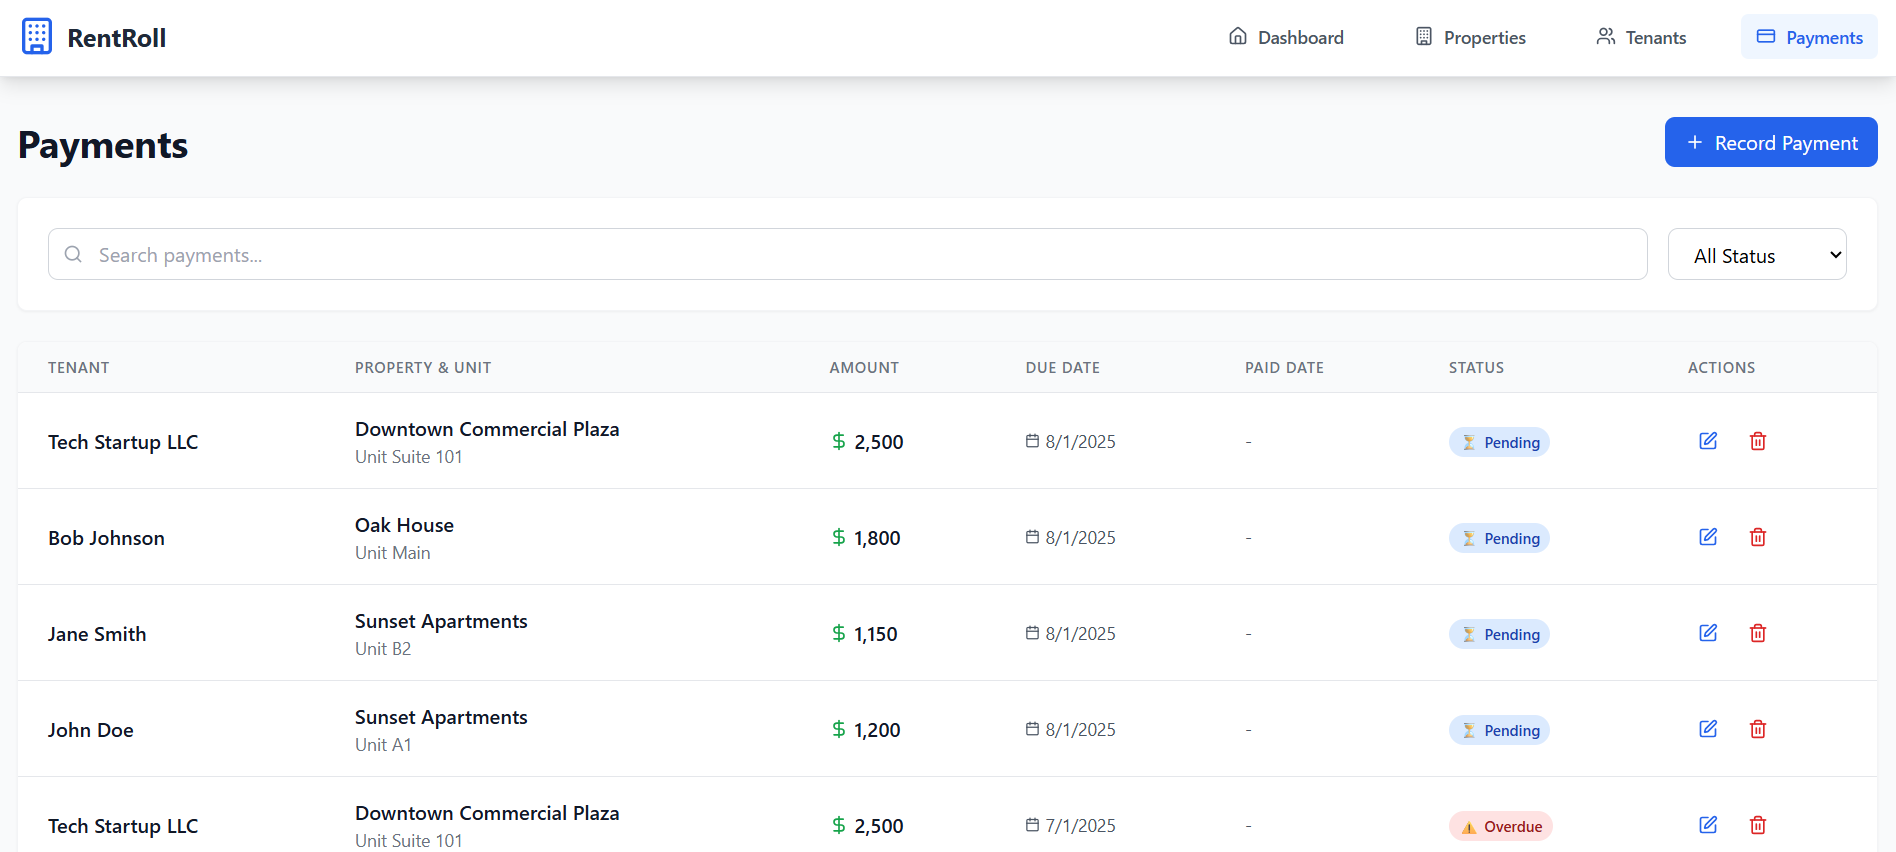 RentRoll
Dashboard
Properties
Tenants
Payments
Payments
+ Record Payment
Search payments...
All Status
TENANT PROPERTY & UNIT AMOUNT DUE DATE PAID DATE STATUS ACTIONS
Tech Startup LLC Downtown Commercial Plaza $ 2,500 8/1/2025 - Pending
Unit Suite 101
Bob Johnson Oak House $ 1,800 8/1/2025 - Pending
Unit Main
Jane Smith Sunset Apartments $ 1,150 8/1/2025 - Pending
Unit B2
John Doe Sunset Apartments $ 1,200 8/1/2025 - Pending
Unit A1
Tech Startup LLC Downtown Commercial Plaza $ 2,500 7/1/2025 - Overdue
Unit Suite 101